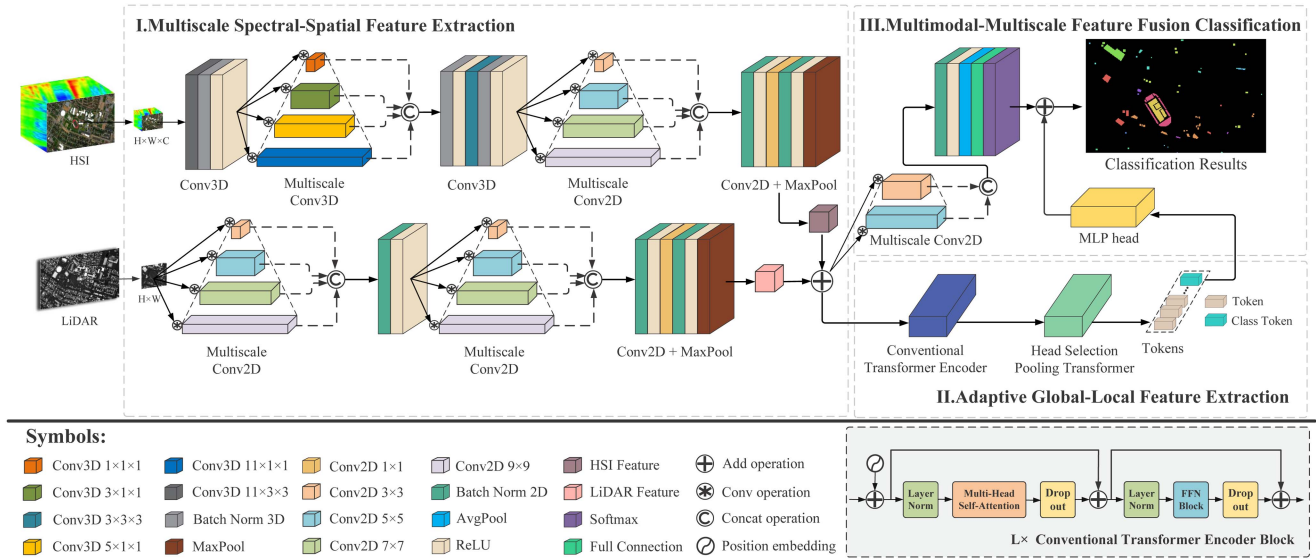 I.Multiscale Spectral-Spatial Feature Extraction
HSI
H×W×C
Conv3D
Multiscale
Conv3D
Conv3D
Multiscale
Conv2D
Conv2D + MaxPool
LiDAR
H×W
Multiscale
Conv2D
Multiscale
Conv2D
Conv2D + MaxPool
III.Multimodal-Multiscale Feature Fusion Classification
Classification Results
Multiscale Conv2D
MLP head
Conventional
Transformer Encoder
Head Selection
Pooling Transformer
Tokens
Token
Class Token
II.Adaptive Global-Local Feature Extraction
C
C
C
C
C
Symbols:
Conv3D 1×1×1
Conv3D 3×1×1
Conv3D 3×3×3
Conv3D 5×1×1
Conv3D 11×1×1
Conv3D 11×3×3
Batch Norm 3D
MaxPool
Conv2D 1×1
Conv2D 3×3
Conv2D 5×5
Conv2D 7×7
Conv2D 9×9
Batch Norm 2D
AvgPool
ReLU
HSI Feature
LiDAR Feature
Softmax
Full Connection
Add operation
Conv operation
C Concat operation
Position embedding
Layer
Norm
Multi-Head
Self-Attention
Drop
out
Layer
Norm
FFN
Block
Drop
out
L× Conventional Transformer Encoder Block